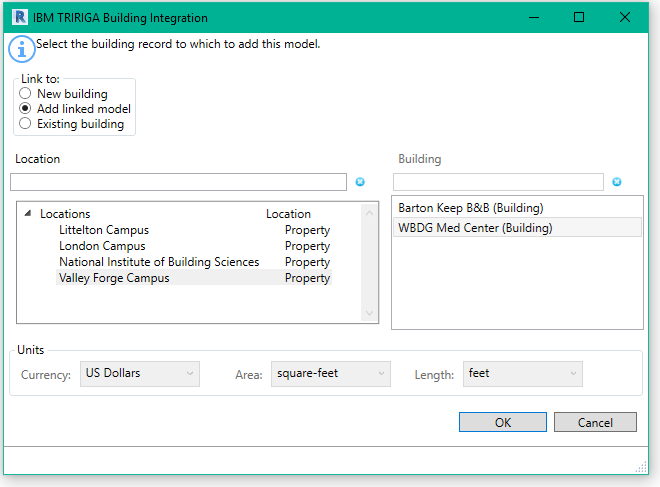 IBM TRIRIGA Building Integration
Select the building record to which to add this model.
Link to:
New building
Add linked model
Existing building
Location
Building
Locations Location
Littelton Campus Property
London Campus Property
National Institute of Building Sciences Property
Valley Forge Campus Property
Barton Keep B&B (Building)
WBDG Med Center (Building)
Units
Currency: US Dollars Area: square-feet Length: feet
OK Cancel